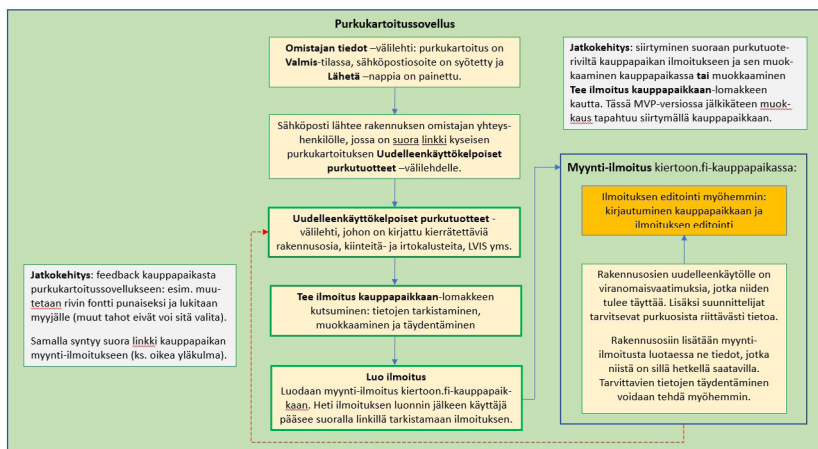 Purkukartoitussovellus
Omistajan tiedot –välilehti: purkukartoitus on
Valmis-tilassa, sähköpostiosoite on syötetty ja
Lähetä –nappia on painettu.
Jatkokehitys: siirtyminen suoraan purkutuote-
riveiltä kauppapaikan ilmoitukseen ja sen muok-
kaaminen kauppapaikassa tai muokkaaminen
Tee ilmoitus kauppapaikkaan-lomakkeen
kautta. Tässä MVP-versiossa jälkikäteen muok-
kaus tapahtuu siirtymällä kauppapaikkaan.
Sähköposti lähtee rakennuksen omistajan yhteys-
henkilölle, jossa on suora linkki kyseisen
purkukartoituksen Uudelleenkäyttökelpoiset
purkutuotteet –välilehdelle.
Myynti-ilmoitus kiertoon.fi-kauppapaikassa:
Ilmoituksen editointi myöhemmin:
kirjautuminen kauppapaikkaan ja
ilmoituksen editointi
Uudelleenkäyttökelpoiset purkutuotteet -
välilehti, johon on kirjattu kierrätettäviä
rakennusosia, kiinteitä- ja irtokalusteita, LVIS yms.
Jatkokehitys: feedback kauppapaikasta
purkukartoitussovellukseen: esim. muu-
tetaan rivin fontti punaiseksi ja lukitaan
myyjälle (muut tahot eivät voi sitä valita).
Samalla syntyy suora linkki kauppapaikan
myynti-ilmoitukseen (ks. oikea yläkulma).
Tee ilmoitus kauppapaikkaan-lomakkeen
kutsuminen: tietojen tarkistaminen,
muokkaaminen ja täydentäminen
Rakennusosien uudelleenkäytölle on
viranomaisvaatimuksia, jotka niiden
tulee täyttää. Lisäksi suunnittelijat
tarvitsevat purkuosista riittävästi tietoa.
Rakennusosiin lisätään myynti-
ilmoitusta luotaessa ne tiedot, jotka
niistä on sillä hetkellä saatavilla.
Tarvittavien tietojen täydentäminen
voidaan tehdä myöhemmin.
Luo ilmoitus
Luodaan myynti-ilmoitus kiertoon.fi-kauppapaik-
kaan. Heti ilmoituksen luonnin jälkeen käyttäjä
pääsee suoralla linkillä tarkistamaan ilmoituksen.